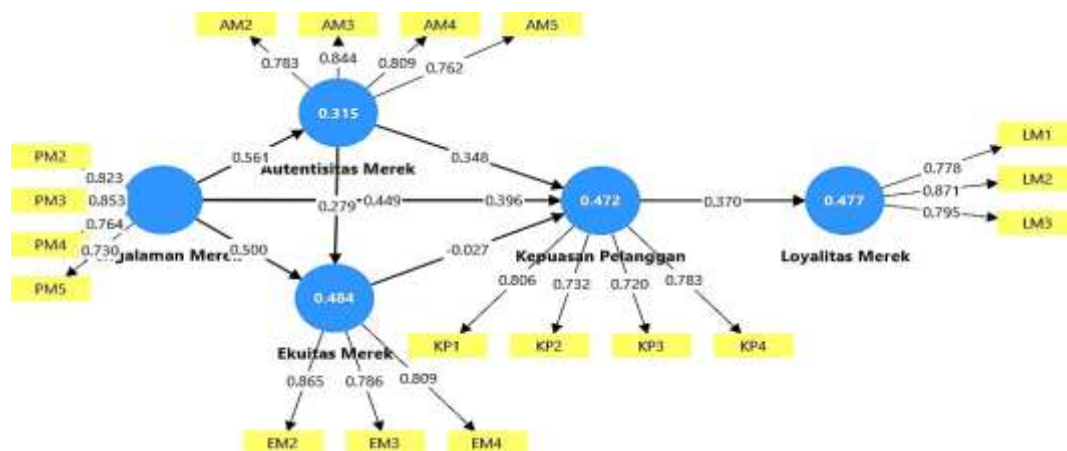 AM2 AM3 AM4 AM5
0.783 0.844 0.809 0.762
0.315
Autentisitas Merek
PM2
PM3
PM4
PM5
0.823
0.853
0.764
0.730
0.561
0.348
0.279
0.449
0.396
0.500
-0.027
0.472
Kepuasan Pelanggan
0.370
0.477
Loyalitas Merek
0.778
0.871
0.795
LM1
LM2
LM3
0.484
Ekuitas Merek
0.806 0.732 0.720 0.783
KP1 KP2 KP3 KP4
0.865 0.786 0.809
EM2 EM3 EM4